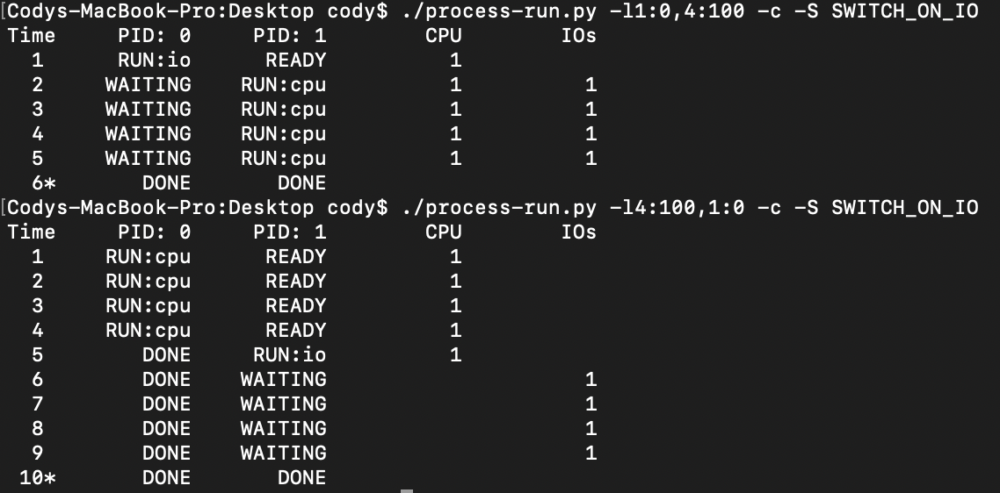 [Codys-MacBook-Pro:Desktop cody$ ./process-run.py -l1:0,4:100 -c -S SWITCH_ON_IO
Time     PID: 0     PID: 1        CPU        IOs
  1     RUN:io      READY          1
  2    WAITING    RUN:cpu          1          1
  3    WAITING    RUN:cpu          1          1
  4    WAITING    RUN:cpu          1          1
  5    WAITING    RUN:cpu          1          1
  6*      DONE       DONE
[Codys-MacBook-Pro:Desktop cody$ ./process-run.py -l4:100,1:0 -c -S SWITCH_ON_IO
Time     PID: 0     PID: 1        CPU        IOs
  1    RUN:cpu      READY          1
  2    RUN:cpu      READY          1
  3    RUN:cpu      READY          1
  4    RUN:cpu      READY          1
  5       DONE     RUN:io          1
  6       DONE    WAITING                     1
  7       DONE    WAITING                     1
  8       DONE    WAITING                     1
  9       DONE    WAITING                     1
 10*      DONE       DONE